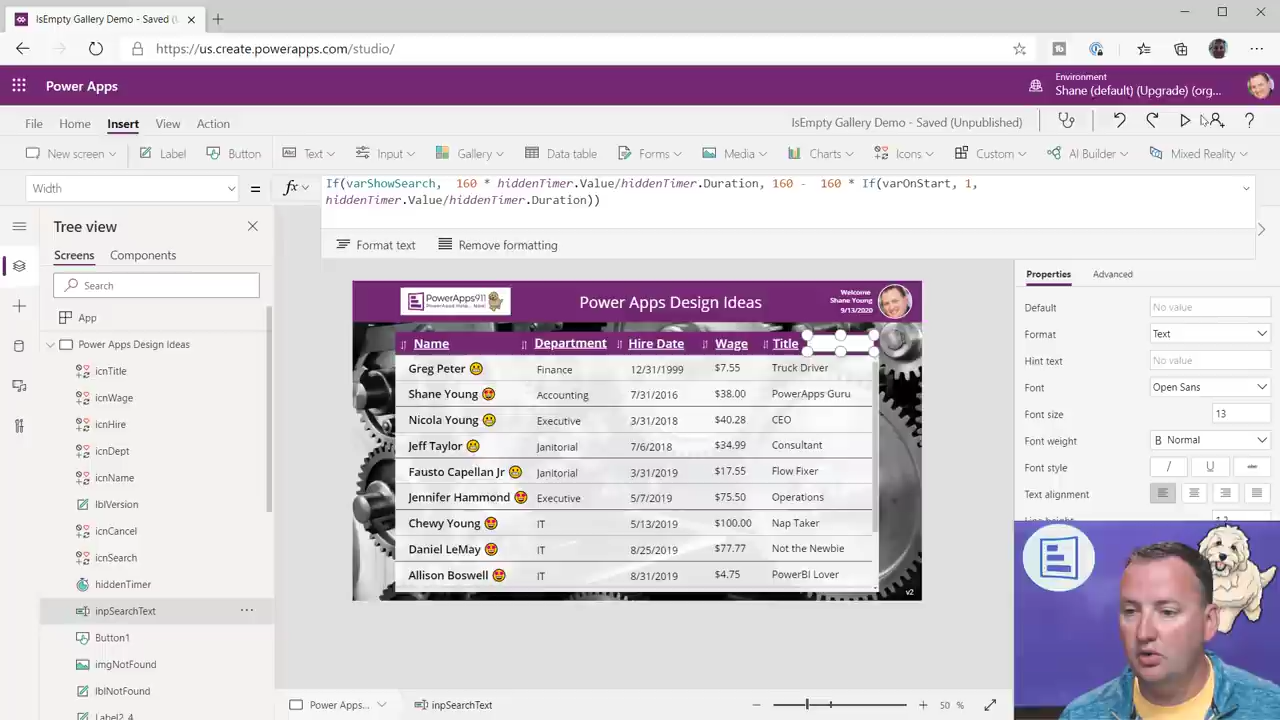 IsEmpty Gallery Demo - Saved (U
https://us.create.powerapps.com/studio/
Power Apps
Environment
Shane (default) (Upgrade) (org...
File Home Insert View Action
IsEmpty Gallery Demo - Saved (Unpublished)
New screen Label Button Text Input Gallery Data table Forms Media Charts Icons Custom AI Builder Mixed Reality
Width = fx If(varShowSearch, 160 * hiddenTimer.Value/hiddenTimer.Duration, 160 - 160 * If(varOnStart, 1,
hiddenTimer.Value/hiddenTimer.Duration))
Format text Remove formatting
Tree view
Screens Components
Search
App
Power Apps Design Ideas
icnTitle
icnWage
icnHire
icnDept
icnName
lblVersion
icnCancel
icnSearch
hiddenTimer
inpSearchText
Button1
imgNotFound
lblNotFound
Label2_4
PowerApps911
Power Apps Design Ideas
Welcome
Shane Young
9/13/2020
Name Department Hire Date Wage Title
Greg Peter Finance 12/31/1999 $7.55 Truck Driver
Shane Young Accounting 7/31/2016 $38.00 PowerApps Guru
Nicola Young Executive 3/31/2018 $40.28 CEO
Jeff Taylor Janitorial 7/6/2018 $34.99 Consultant
Fausto Capellan Jr Janitorial 3/31/2019 $17.55 Flow Fixer
Jennifer Hammond Executive 5/7/2019 $75.50 Operations
Chewy Young IT 5/13/2019 $100.00 Nap Taker
Daniel LeMay IT 8/25/2019 $77.77 Not the Newbie
Allison Boswell IT 8/31/2019 $4.75 PowerBI Lover
v2
Properties Advanced
Default No value
Format Text
Hint text No value
Font Open Sans
Font size 13
Font weight B Normal
Font style / U abc
Text alignment
Power Apps... inpSearchText
50 %